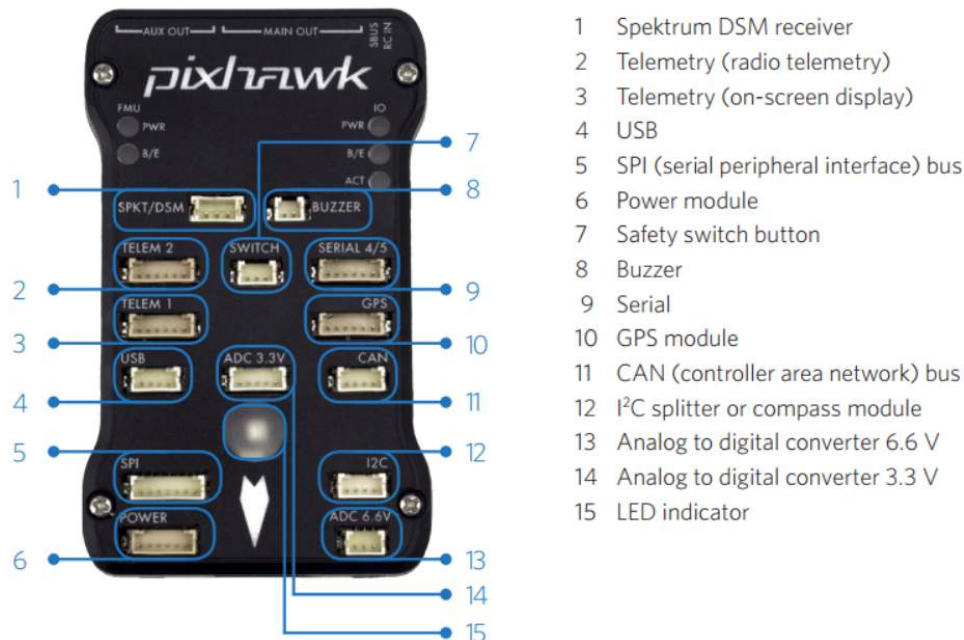 AUX OUT
MAIN OUT
SBUS
RC IN
pixhawk
FMU
IO
PWR
PWR
B/E
B/E
ACT
SPKT/DSM
BUZZER
TELEM 2
SWITCH
SERIAL 4/5
TELEM 1
GPS
USB
ADC 3.3V
CAN
SPI
I2C
POWER
ADC 6.6V
1
2
3
4
5
6
7
8
9
10
11
12
13
14
15
1 Spektrum DSM receiver
2 Telemetry (radio telemetry)
3 Telemetry (on-screen display)
4 USB
5 SPI (serial peripheral interface) bus
6 Power module
7 Safety switch button
8 Buzzer
9 Serial
10 GPS module
11 CAN (controller area network) bus
12 I²C splitter or compass module
13 Analog to digital converter 6.6 V
14 Analog to digital converter 3.3 V
15 LED indicator